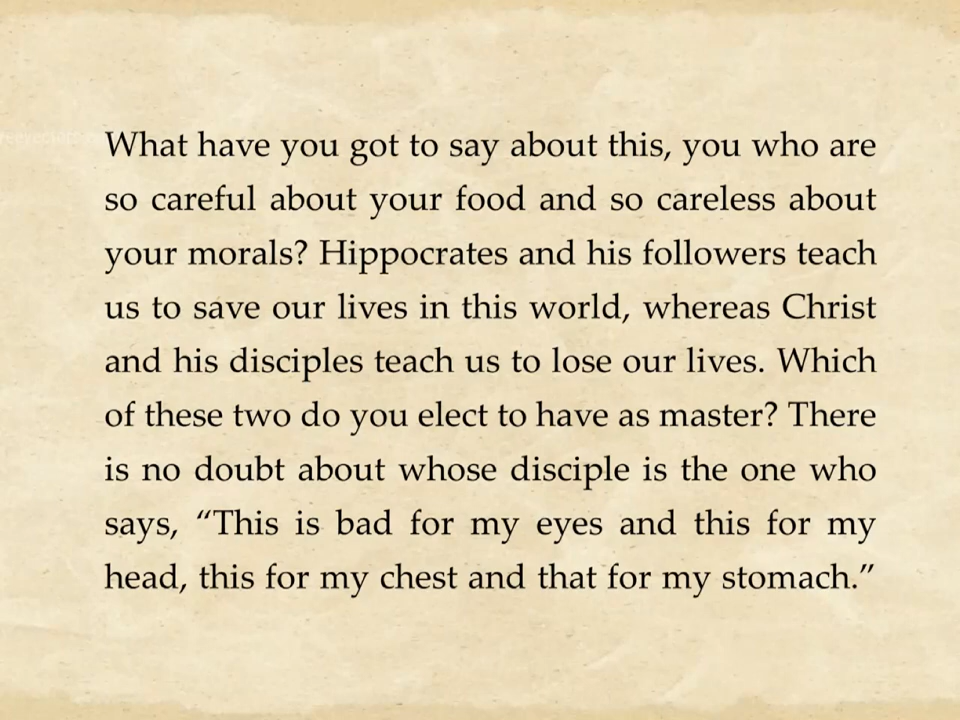 What have you got to say about this, you who are
so careful about your food and so careless about
your morals? Hippocrates and his followers teach
us to save our lives in this world, whereas Christ
and his disciples teach us to lose our lives. Which
of these two do you elect to have as master? There
is no doubt about whose disciple is the one who
says, “This is bad for my eyes and this for my
head, this for my chest and that for my stomach.”